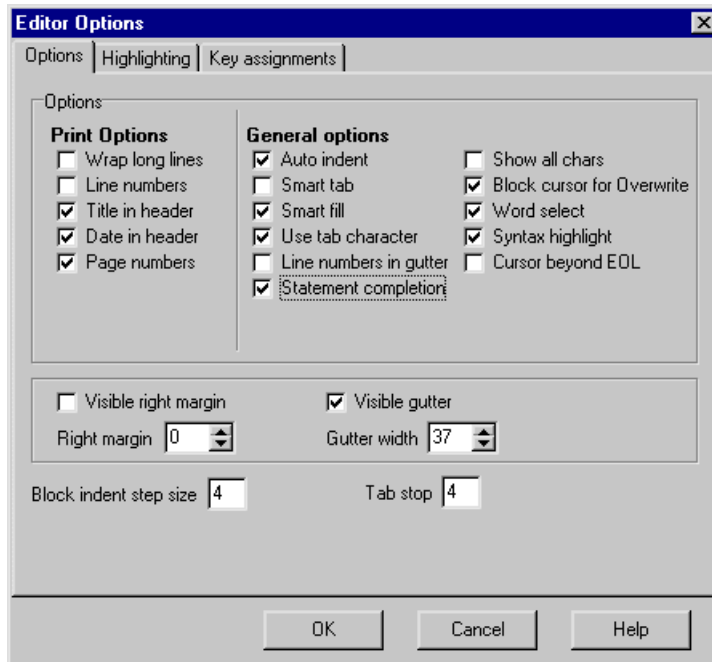 Editor Options
Options Highlighting Key assignments
Options
Print Options
Wrap long lines
Line numbers
Title in header
Date in header
Page numbers
General options
Auto indent
Smart tab
Smart fill
Use tab character
Line numbers in gutter
Statement completion
Show all chars
Block cursor for Overwrite
Word select
Syntax highlight
Cursor beyond EOL
Visible right margin
Visible gutter
Right margin 0
Gutter width 37
Block indent step size 4
Tab stop 4
OK Cancel Help